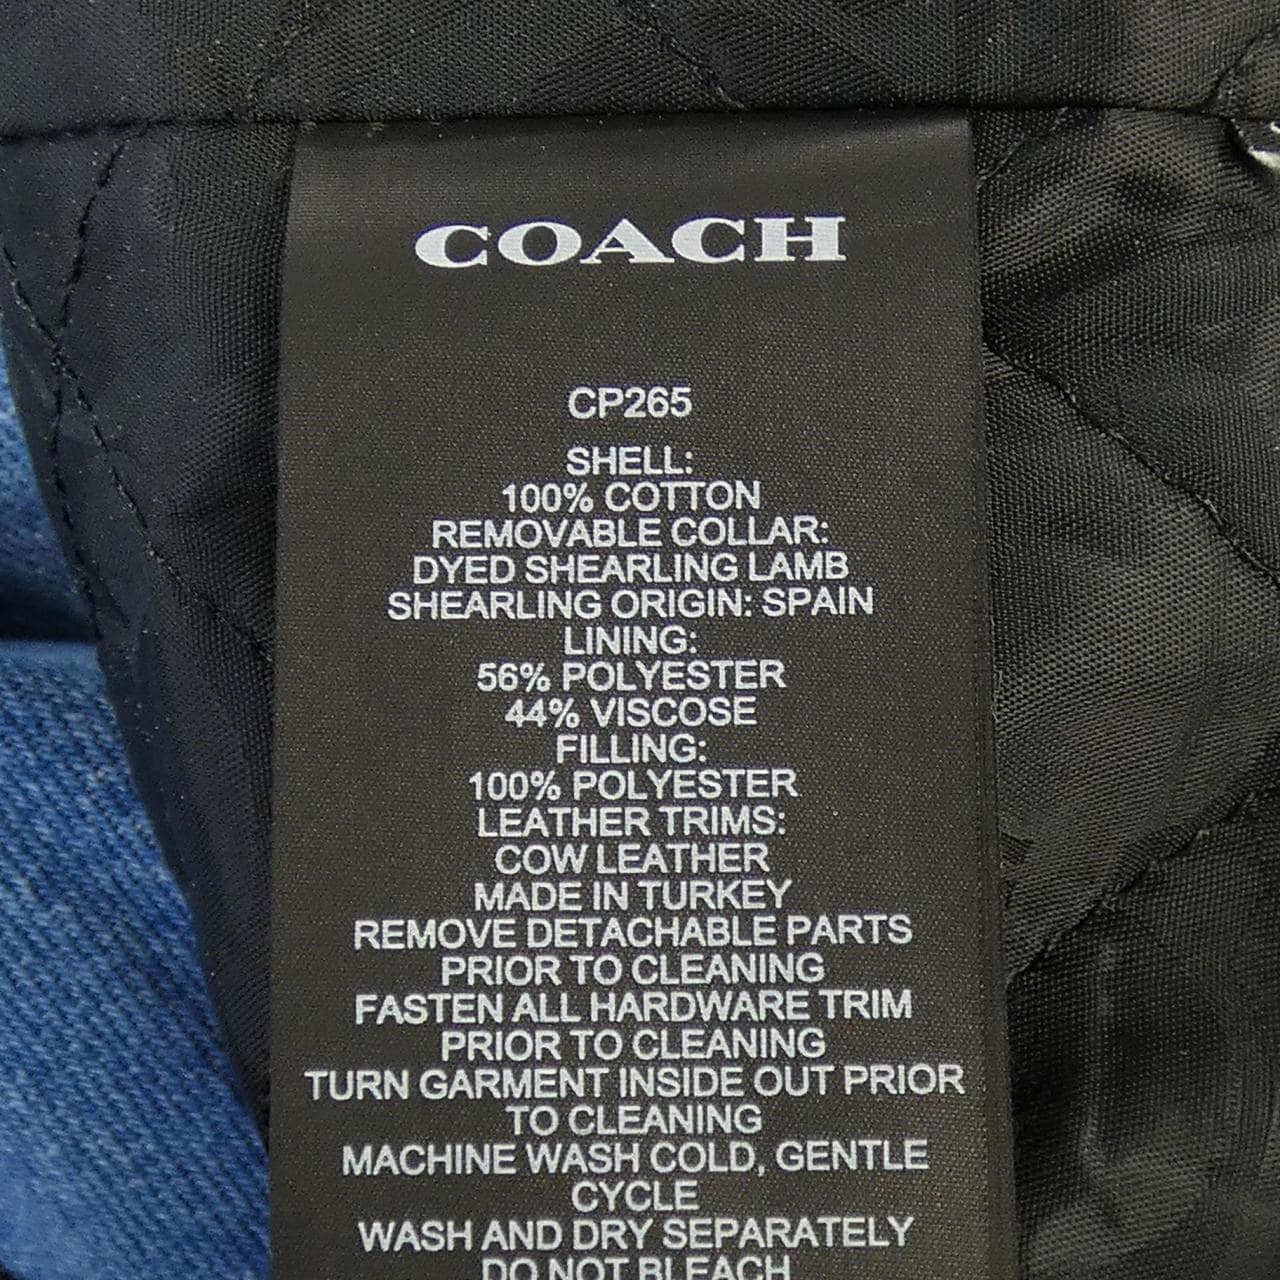 COACH
CP265
SHELL:
100% COTTON
REMOVABLE COLLAR:
DYED SHEARLING LAMB
SHEARLING ORIGIN: SPAIN
LINING:
56% POLYESTER
44% VISCOSE
FILLING:
100% POLYESTER
LEATHER TRIMS:
COW LEATHER
MADE IN TURKEY
REMOVE DETACHABLE PARTS
PRIOR TO CLEANING
FASTEN ALL HARDWARE TRIM
PRIOR TO CLEANING
TURN GARMENT INSIDE OUT PRIOR
TO CLEANING
MACHINE WASH COLD, GENTLE
CYCLE
WASH AND DRY SEPARATELY
DO NOT BLEACH